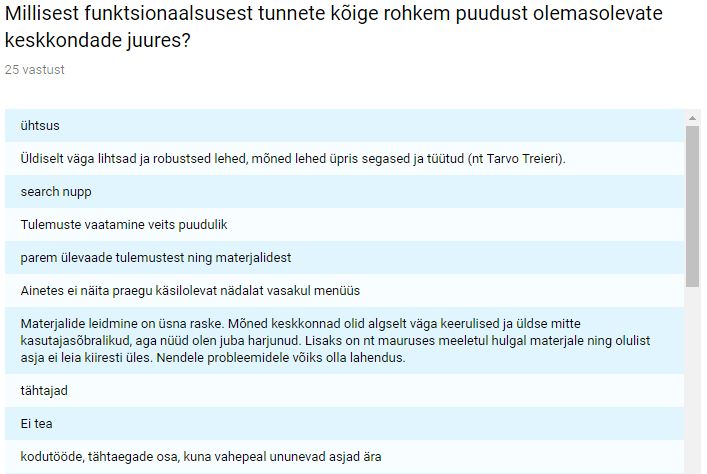 Millisest funktsionaalsusest tunnete kõige rohkem puudust olemasolevate
keskkondade juures?
25 vastust
ühtsus
Üldiselt väga lihtsad ja robustsed lehed, mõned lehed üpris segased ja tüütud (nt Tarvo Treieri).
search nupp
Tulemuste vaatamine veits puudulik
parem ülevaade tulemustest ning materjalidest
Ainetes ei näita praegu käsilolevat nädalat vasakul menüüs
Materjalide leidmine on üsna raske. Mõned keskkonnad olid algselt väga keerulised ja üldse mitte
kasutajasõbralikud, aga nüüd olen juba harjunud. Lisaks on nt mauruses meeletul hulgal materjale ning olulist
asja ei leia kiiresti üles. Nendele probleemidele võiks olla lahendus.
tähtajad
Ei tea
kodutööde, tähtaegade osa, kuna vahepeal ununevad asjad ära